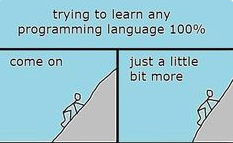 trying to learn any
programming language 100%
come on
just a little
bit more